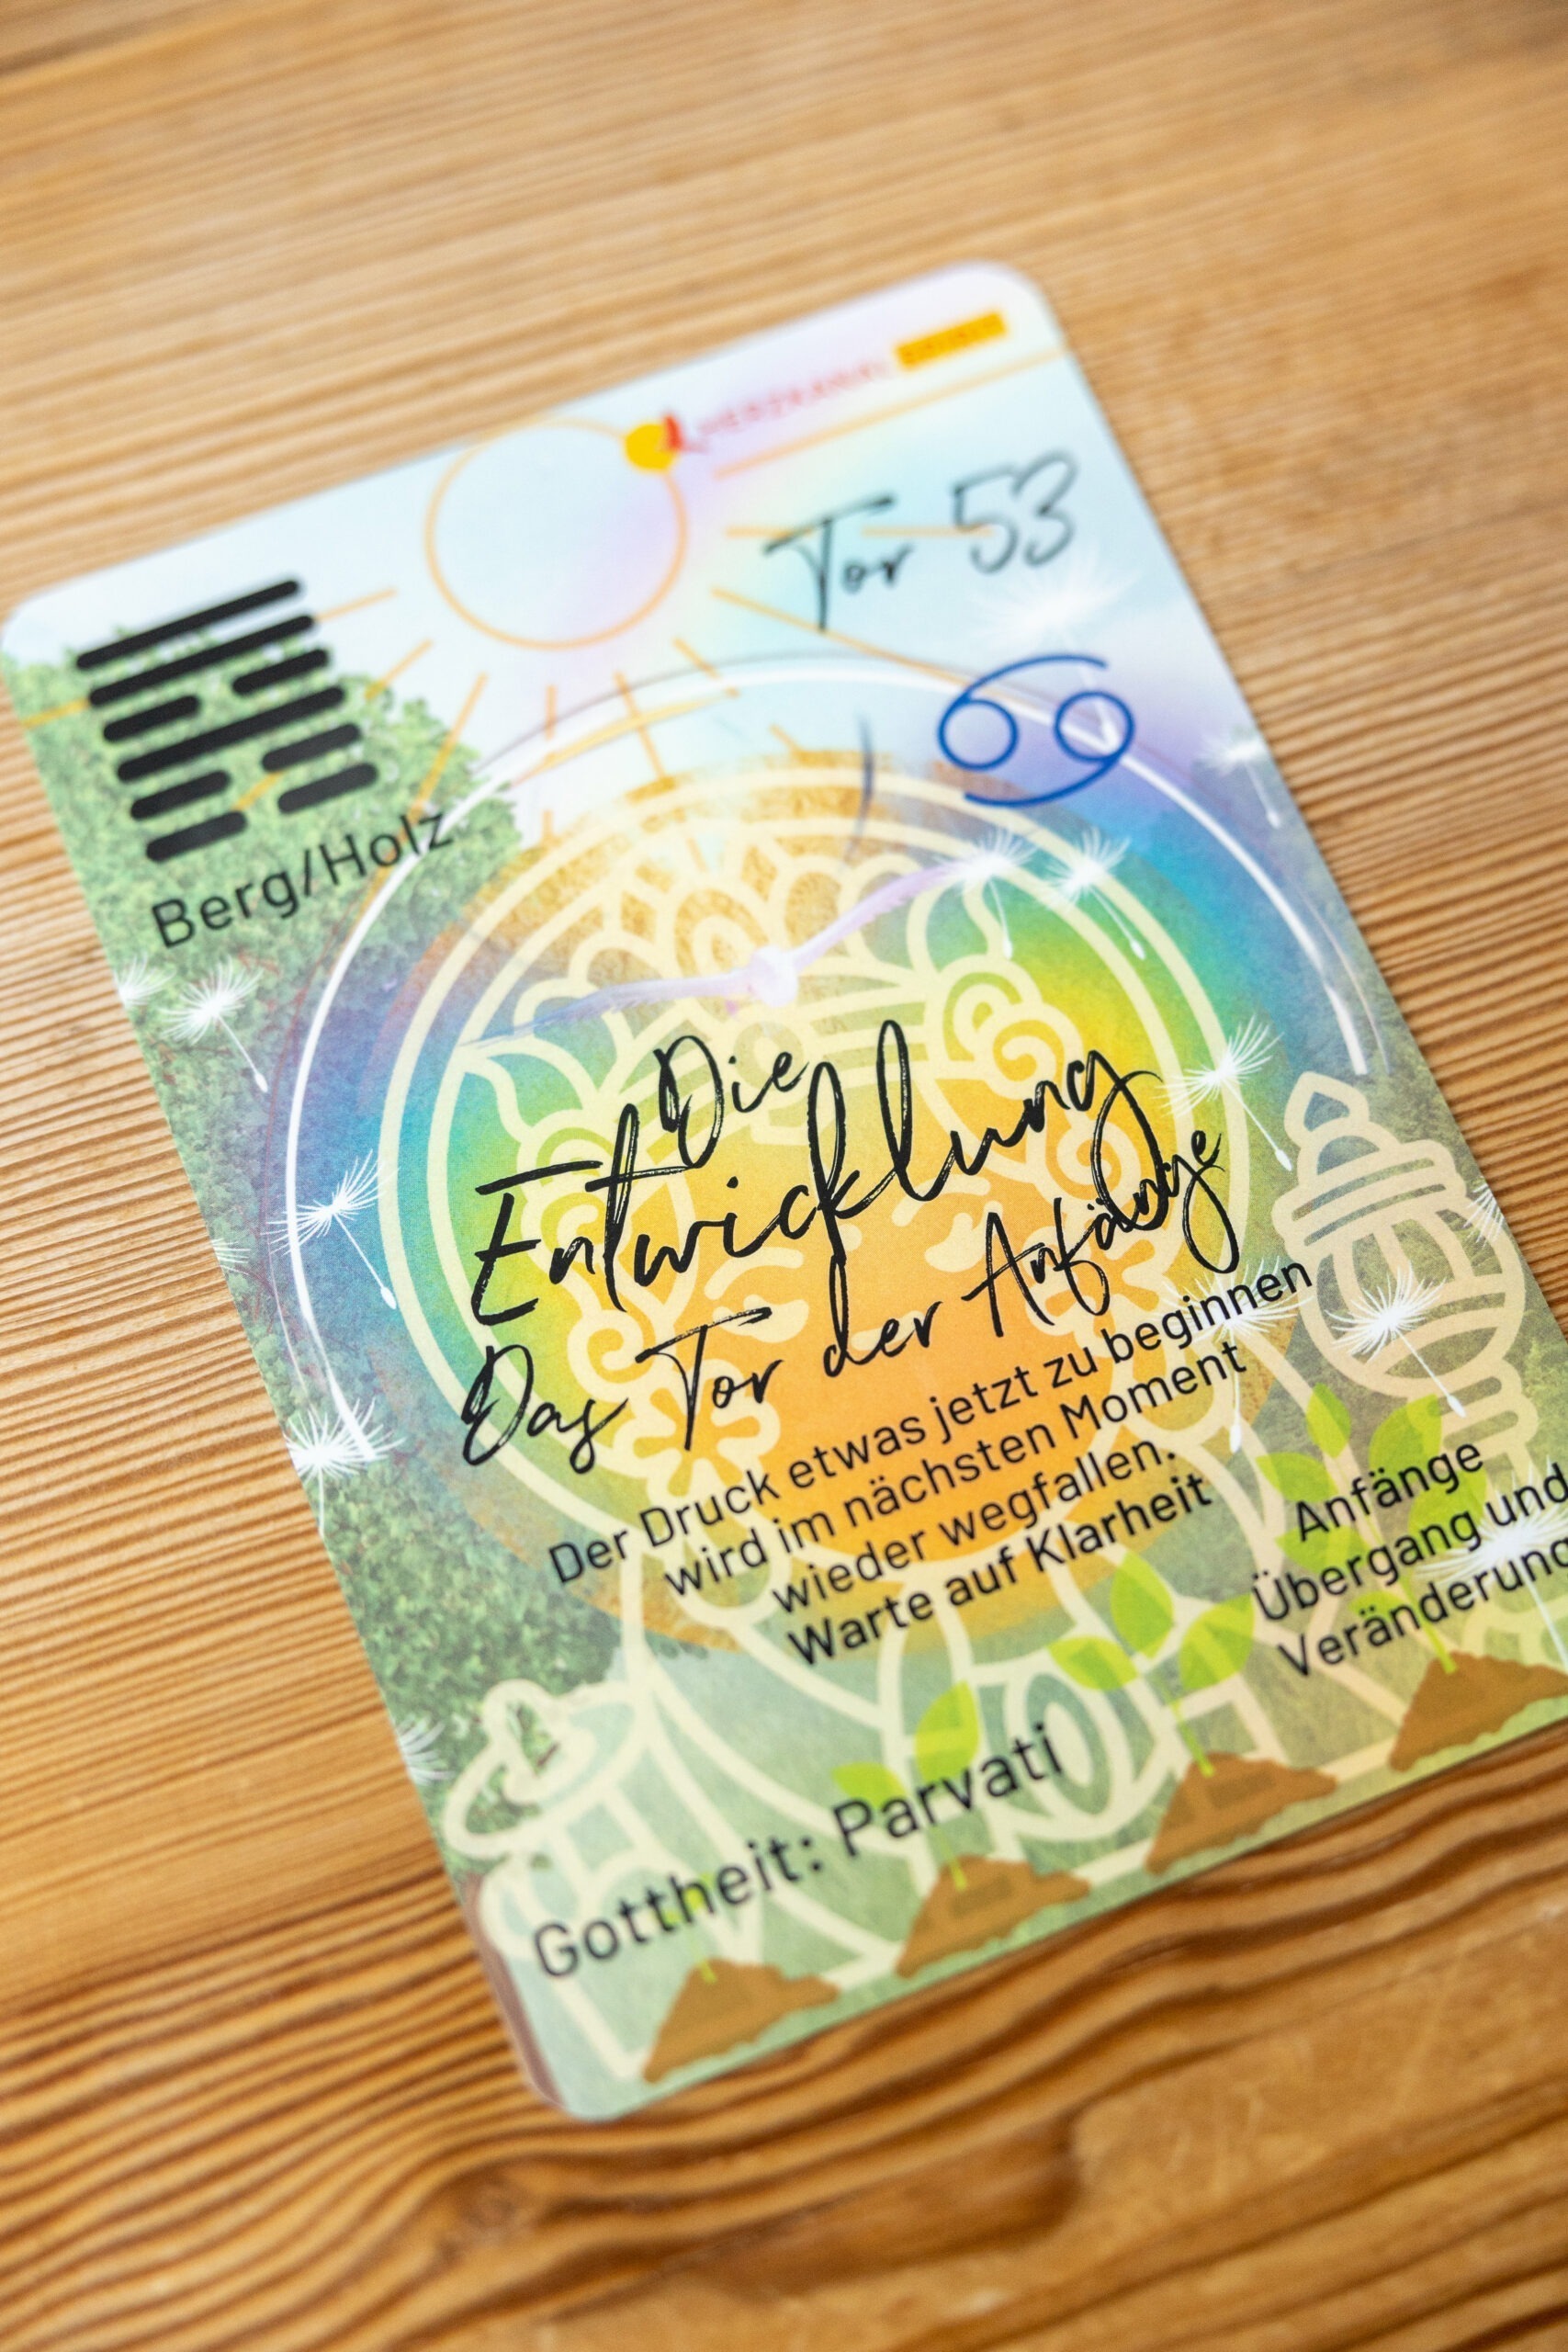 Tor 53
Berg/Holz
Die
Entwicklung
Das Tor der Anfänge
Der Druck etwas jetzt zu beginnen
wird im nächsten Moment
wieder wegfallen.
Warte auf Klarheit
Anfänge
Übergang und
Veränderung
Gottheit: Parvati